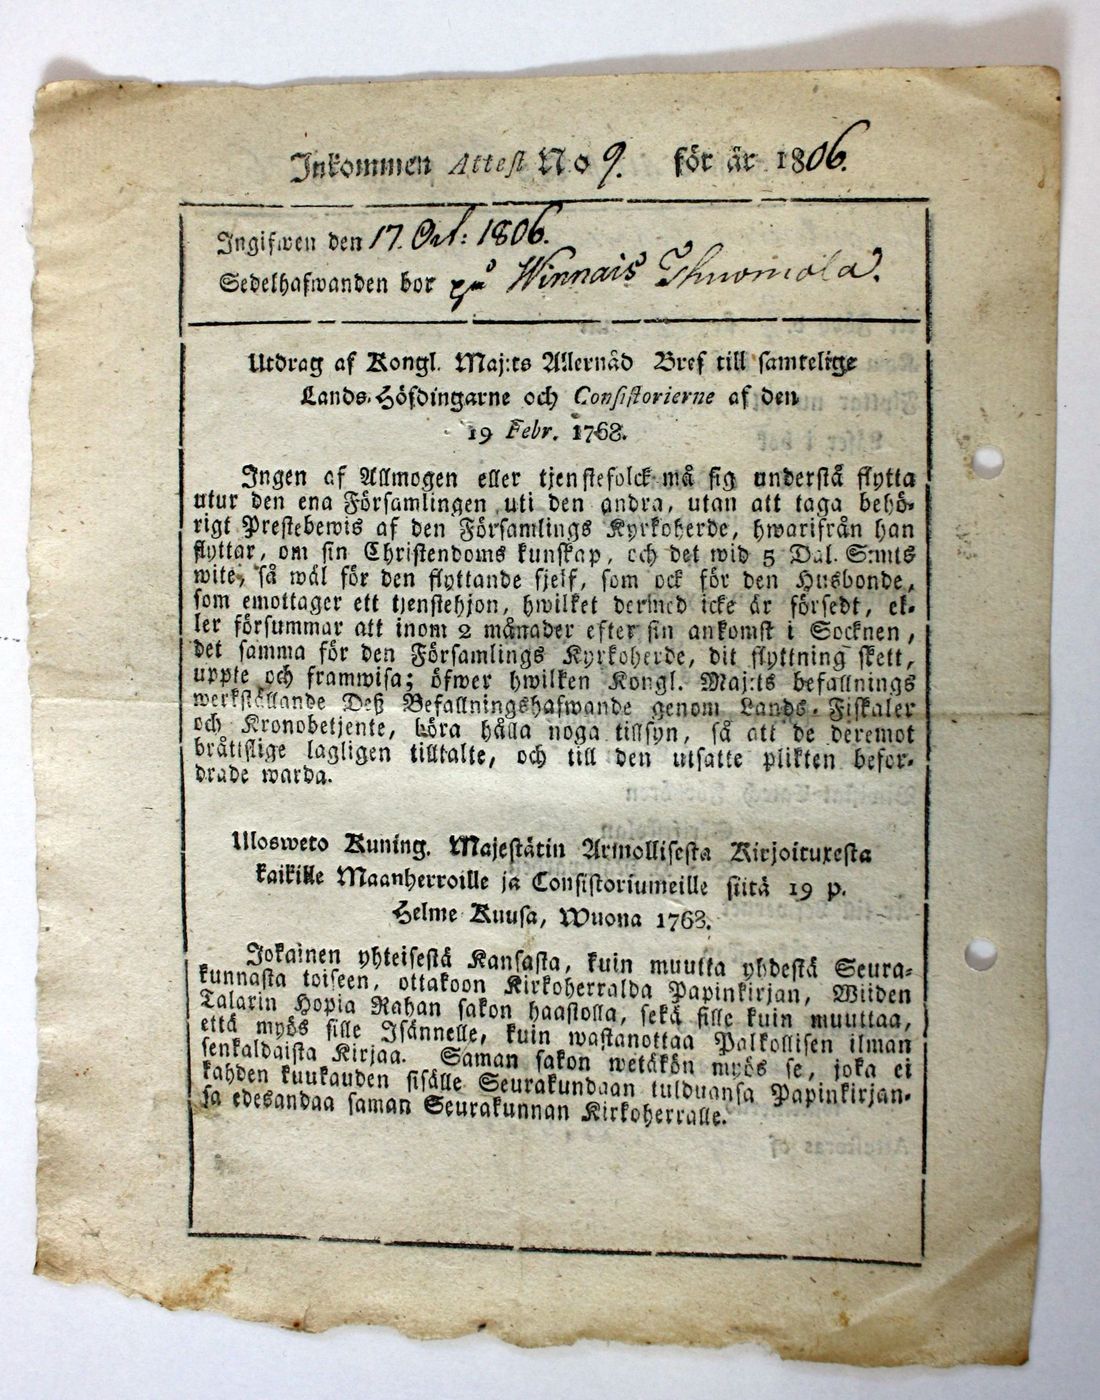 Inkommen Attest No 9. för år 1806.
Ingifwen den 17. Oct: 1806.
Sedelhafwanden bor på Winnais Thuomola.
Utdrag af Kongl. Maj:ts Allernåd Bref till samtelige
Lands-Höfdingarne och Consistorierne af den
19 Febr. 1768.
Ingen af Allmogen eller tjenstefolck må sig understå flytta
utur den ena Församlingen uti den andra, utan att taga behö-
rigt Prestebewis af den Församlings Kyrkoherde, hwarifrån han
flyttar, om sin Christendoms kunskap, och det wid 5 Dal. S:mts
wite, så wäl för den flyttande sjelf, som ock för den Husbonde,
som emottager ett tjenstehjon, hwilket dermed icke är försedt, el-
ler försummar att inom 2 månader efter sin ankomst i Socknen,
det samma för den Församlings Kyrkoherde, dit flyttning skett,
uppte och framwisa; öfwer hwilken Kongl. Maj:ts befallnings
werkställande Deß Befallningshafwande genom Lands-Fiskaler
och Kronobetjente, böra hålla noga tillsyn, så att de deremot
bråtislige lagligen tilltalte, och till den utsatte plikten befor-
drade warda.
Ulosweto Kuning. Majestätin Armollisesta Kirjoituxesta
kaikille Maanherroille ja Consistoriumeille siitä 19 p.
Helme Kuusa, Wuona 1768.
Jokainen yhteisestä Kansasta, kuin muutta yhdestä Seura-
kunnasta toiseen, ottakoon Kirkoherralda Papinkirjan, Wiiden
Talarin Hopia Rahan sakon haastolla, sekä sille kuin muuttaa,
että myös sille Isännelle, kuin wastanottaa Palkollisen ilman
senkaldaista Kirjaa. Saman sakon wetäkön myös se, joka ei
kahden kuukauden sisälle Seurakundaan tulduansa Papinkirjan-
sa edesandaa saman Seurakunnan Kirkoherralle.